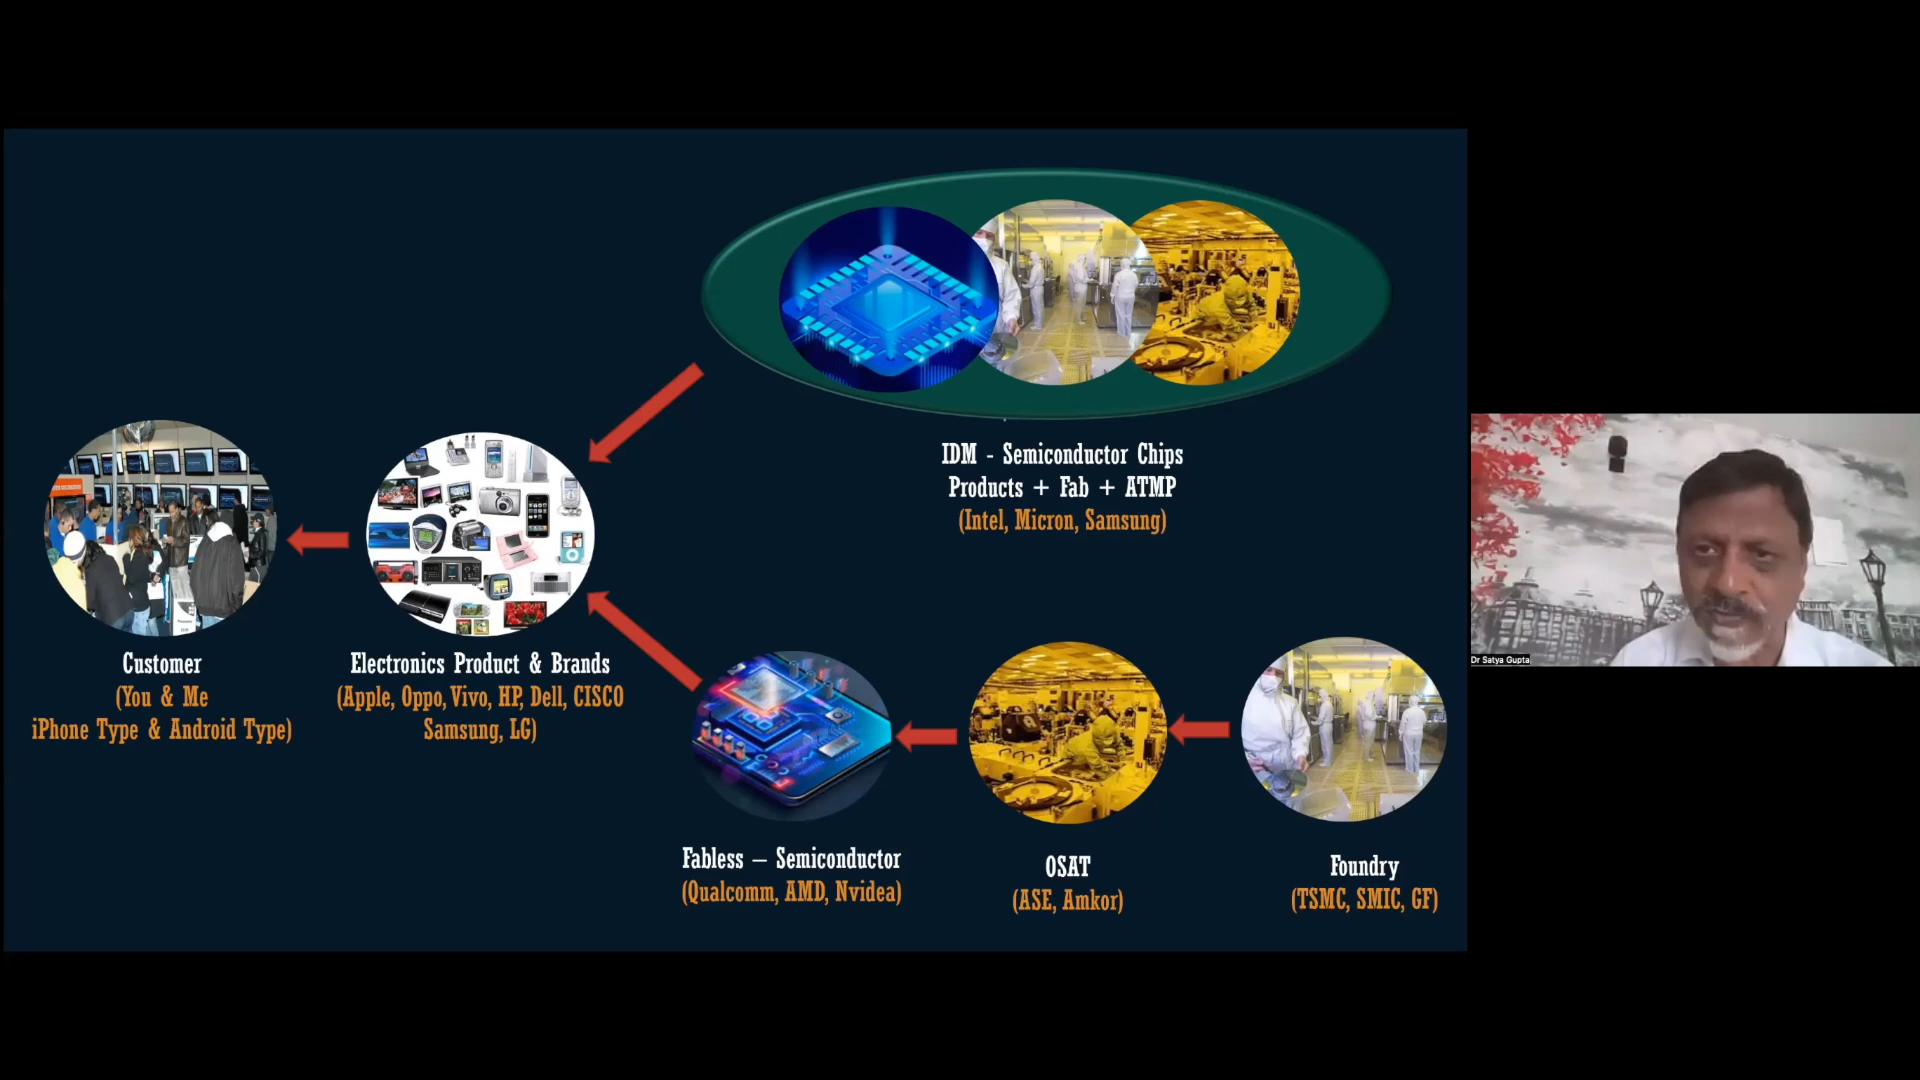 IDM - Semiconductor Chips
Products + Fab + ATMP
(Intel, Micron, Samsung)
Customer
(You & Me
iPhone Type & Android Type)
Electronics Product & Brands
(Apple, Oppo, Vivo, HP, Dell, CISCO
Samsung, LG)
Fabless – Semiconductor
(Qualcomm, AMD, Nvidea)
OSAT
(ASE, Amkor)
Foundry
(TSMC, SMIC, GF)
Dr Satya Gupta